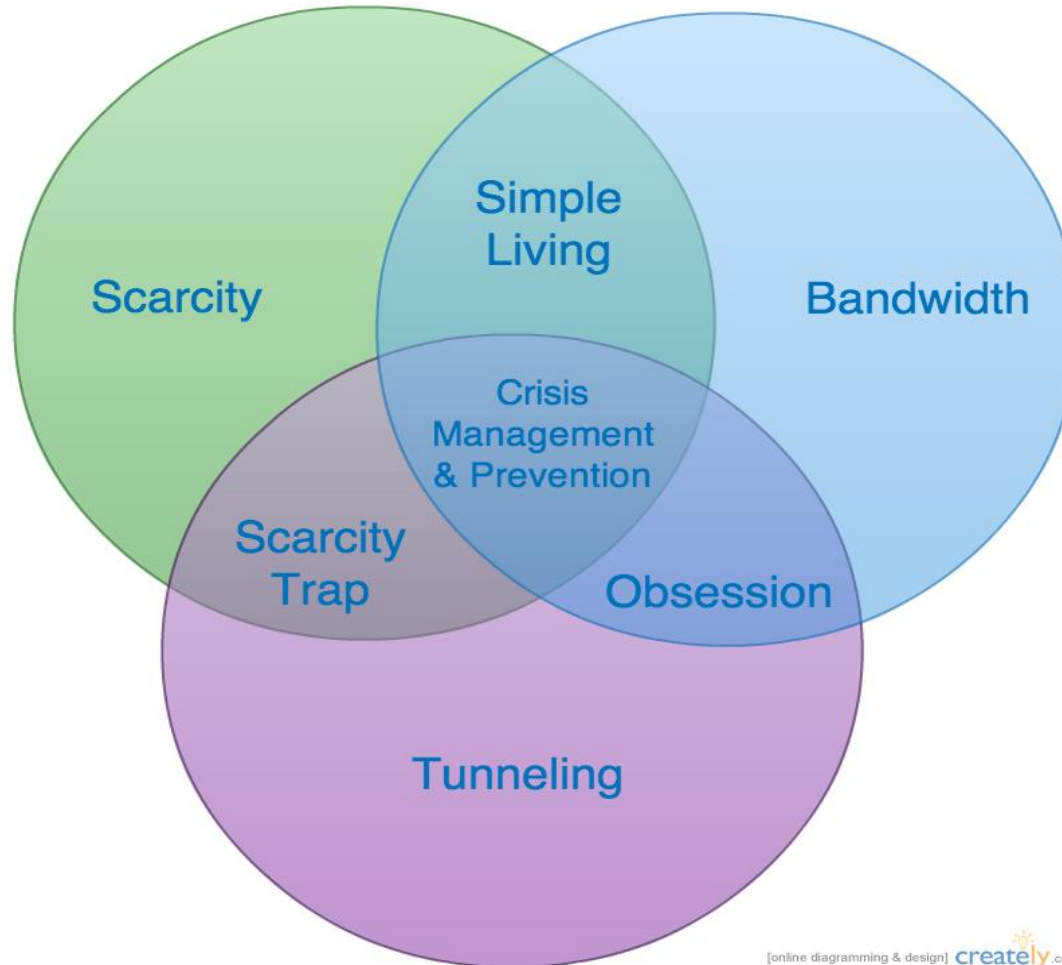 Simple
Living
Scarcity
Bandwidth
Crisis
Management
& Prevention
Scarcity
Trap
Obsession
Tunneling
[online diagramming & design] creately.c